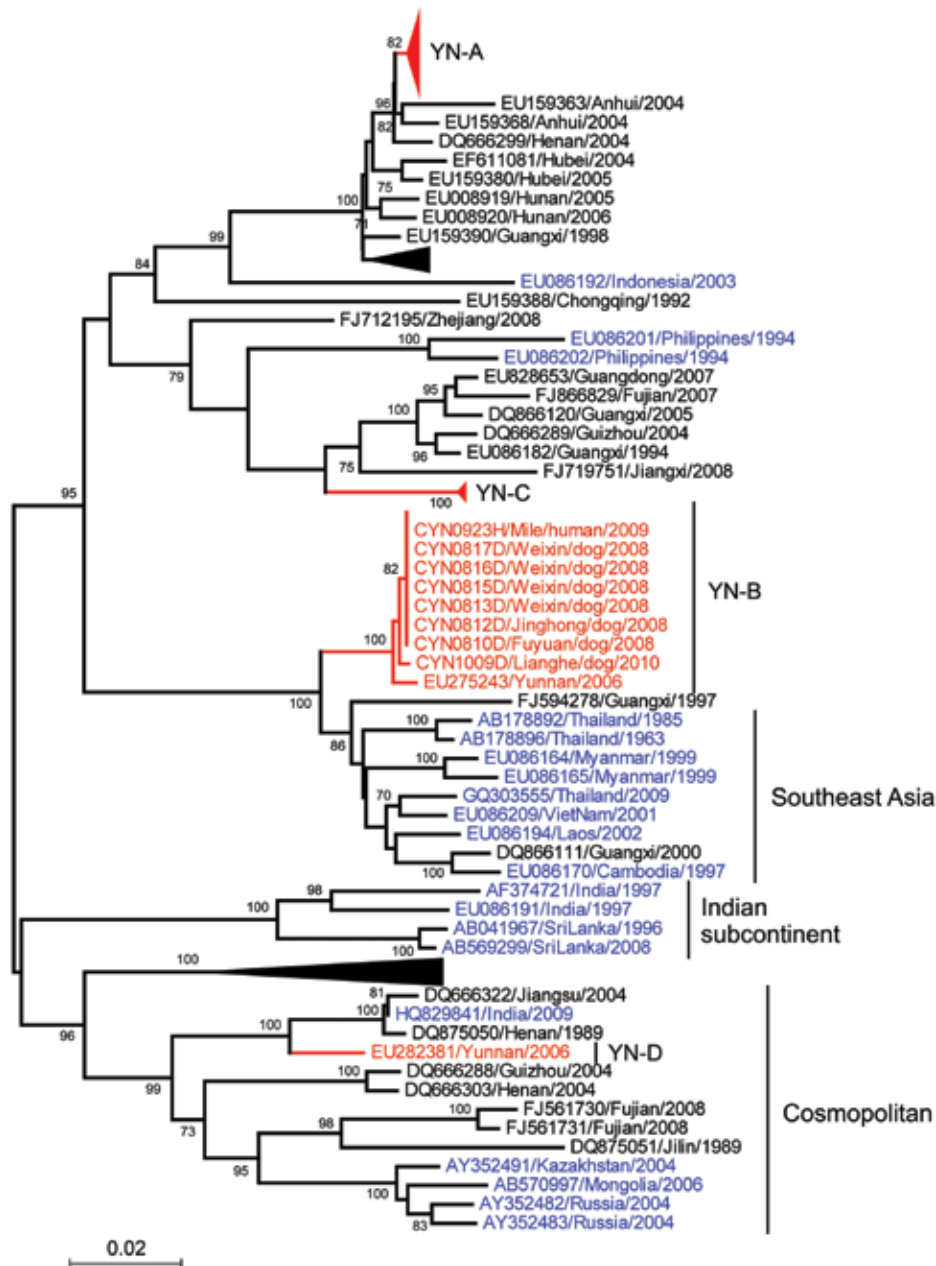 82
YN-A
EU159363/Anhui/2004
96
EU159368/Anhui/2004
82
DQ666299/Henan/2004
EF611081/Hubei/2004
EU159380/Hubei/2005
75
EU008919/Hunan/2005
100
EU008920/Hunan/2006
71
EU159390/Guangxi/1998
99
84
EU086192/Indonesia/2003
EU159388/Chongqing/1992
FJ712195/Zhejiang/2008
100
EU086201/Philippines/1994
EU086202/Philippines/1994
79
EU828653/Guangdong/2007
95
FJ866829/Fujian/2007
100
DQ866120/Guangxi/2005
DQ666289/Guizhou/2004
96
EU086182/Guangxi/1994
75
FJ719751/Jiangxi/2008
95
YN-C
100
CYN0923H/Mile/human/2009
CYN0817D/Weixin/dog/2008
82
CYN0816D/Weixin/dog/2008
CYN0815D/Weixin/dog/2008
YN-B
CYN0813D/Weixin/dog/2008
CYN0812D/Jinghong/dog/2008
100
CYN0810D/Fuyuan/dog/2008
CYN1009D/Lianghe/dog/2010
EU275243/Yunnan/2006
100
FJ594278/Guangxi/1997
100
AB178892/Thailand/1985
86
AB178896/Thailand/1963
EU086164/Myanmar/1999
EU086165/Myanmar/1999
70
GQ303555/Thailand/2009
Southeast Asia
EU086209/VietNam/2001
EU086194/Laos/2002
DQ866111/Guangxi/2000
100
EU086170/Cambodia/1997
98
AF374721/India/1997
100
EU086191/India/1997
Indian
subcontinent
AB041967/SriLanka/1996
100
AB569299/SriLanka/2008
100
81
DQ666322/Jiangsu/2004
100
HQ829841/India/2009
100
DQ875050/Henan/1989
96
EU282381/Yunnan/2006
YN-D
100
DQ666288/Guizhou/2004
99
DQ666303/Henan/2004
100
FJ561730/Fujian/2008
Cosmopolitan
73
98
FJ561731/Fujian/2008
DQ875051/Jilin/1989
95
AY352491/Kazakhstan/2004
100
AB570997/Mongolia/2006
AY352482/Russia/2004
83
AY352483/Russia/2004
0.02